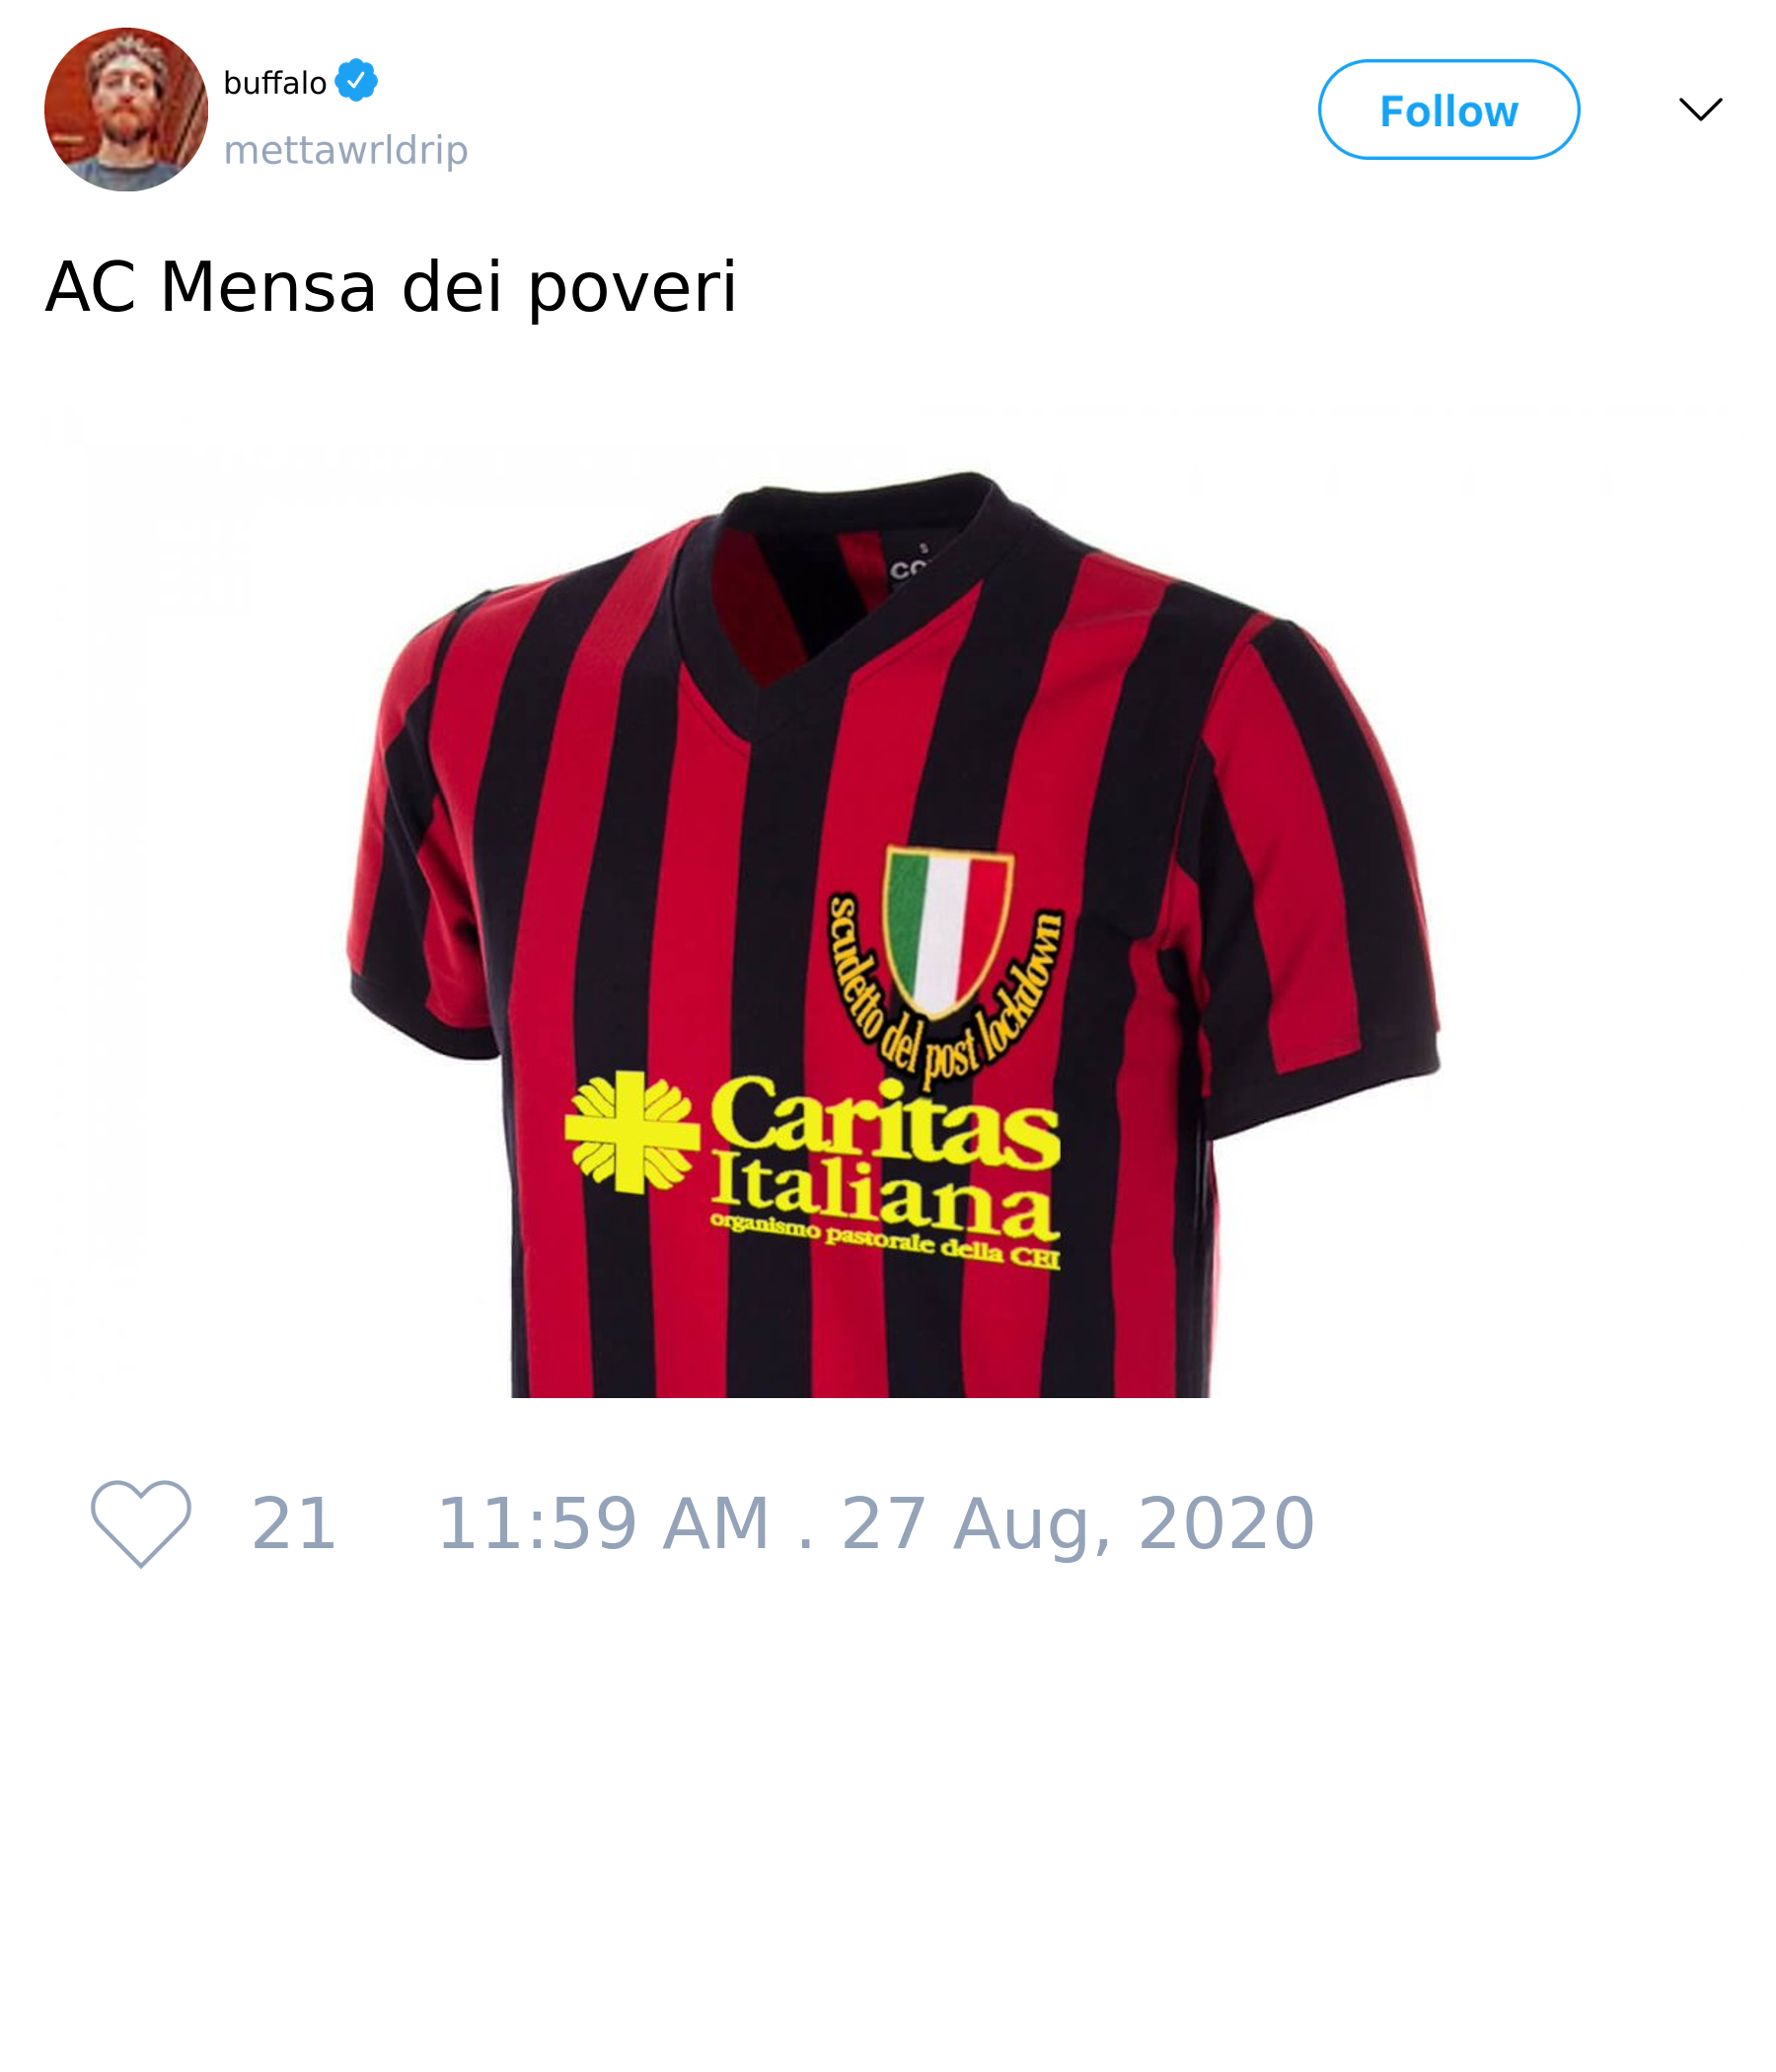 buffalo
mettawrldrip
Follow
AC Mensa dei poveri
S
scudetto del post lockdown
Caritas
Italiana
organismo pastorale della CEI
21 11:59 AM . 27 Aug, 2020